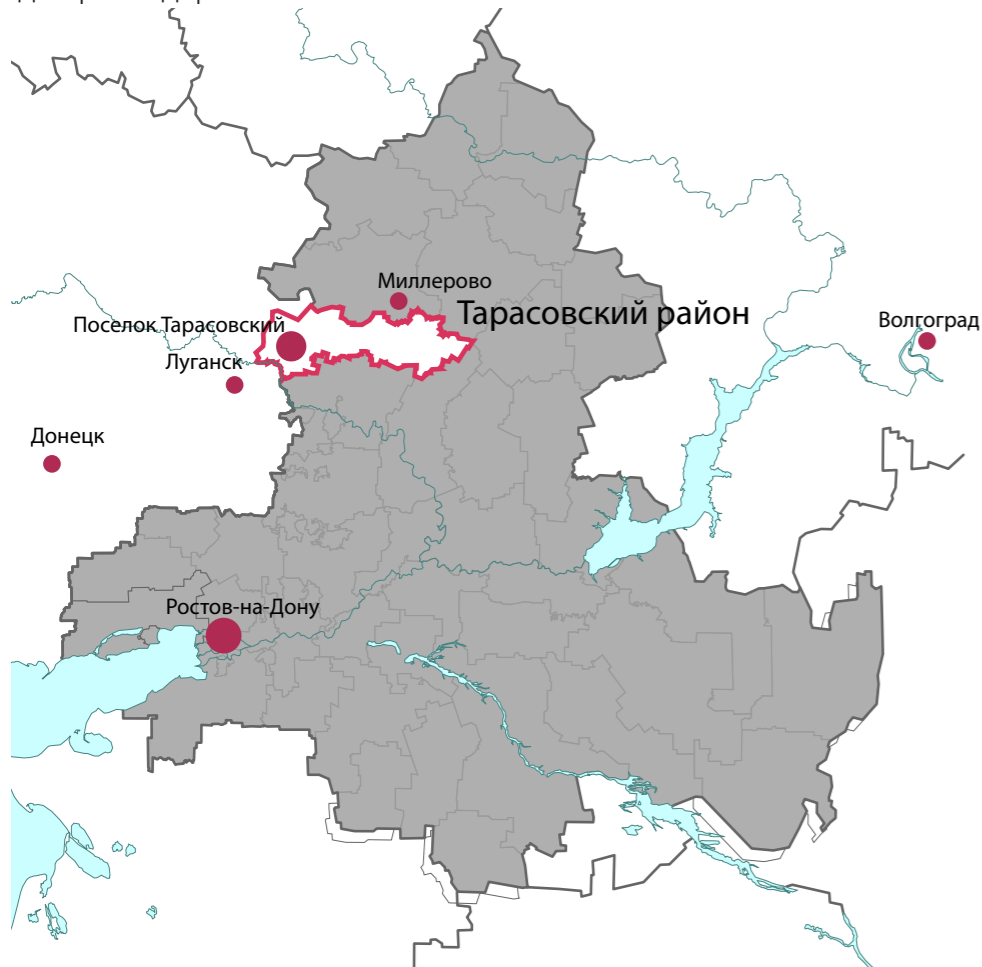 Миллерово
Тарасовский район
Поселок Тарасовский
Волгоград
Луганск
Донецк
Ростов-на-Дону